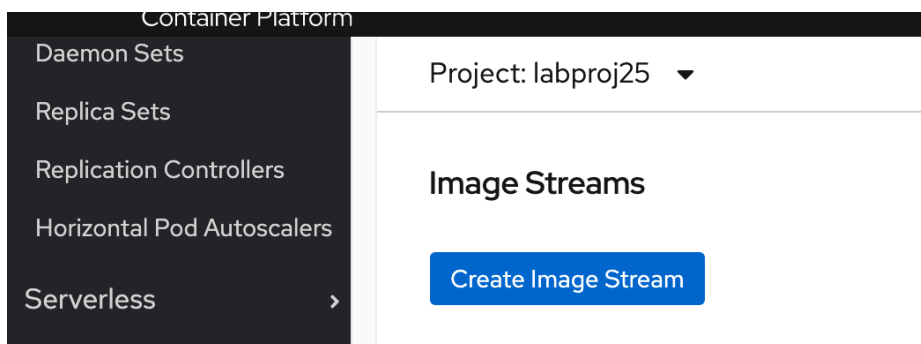 Container Platform
Daemon Sets
Replica Sets
Replication Controllers
Horizontal Pod Autoscalers
Serverless
Project: labproj25
Image Streams
Create Image Stream